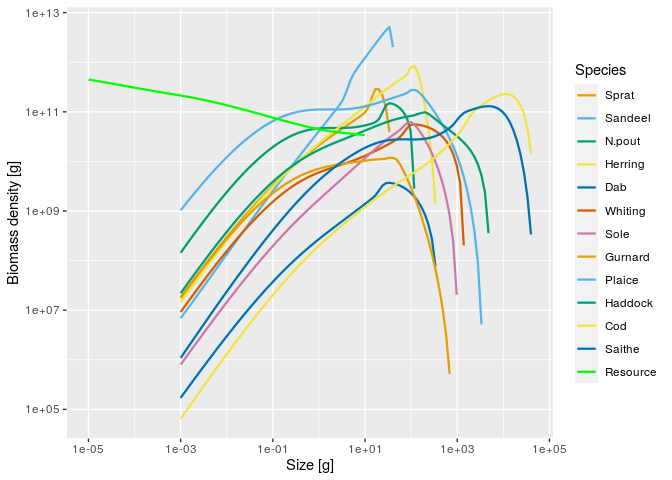 1e+13
1e+11
1e+09
1e+07
1e+05
Biomass density [g]
1e-05
1e-03
1e-01
1e+01
1e+03
1e+05
Size [g]
Species
Sprat
Sandeel
N.pout
Herring
Dab
Whiting
Sole
Gurnard
Plaice
Haddock
Cod
Saithe
Resource